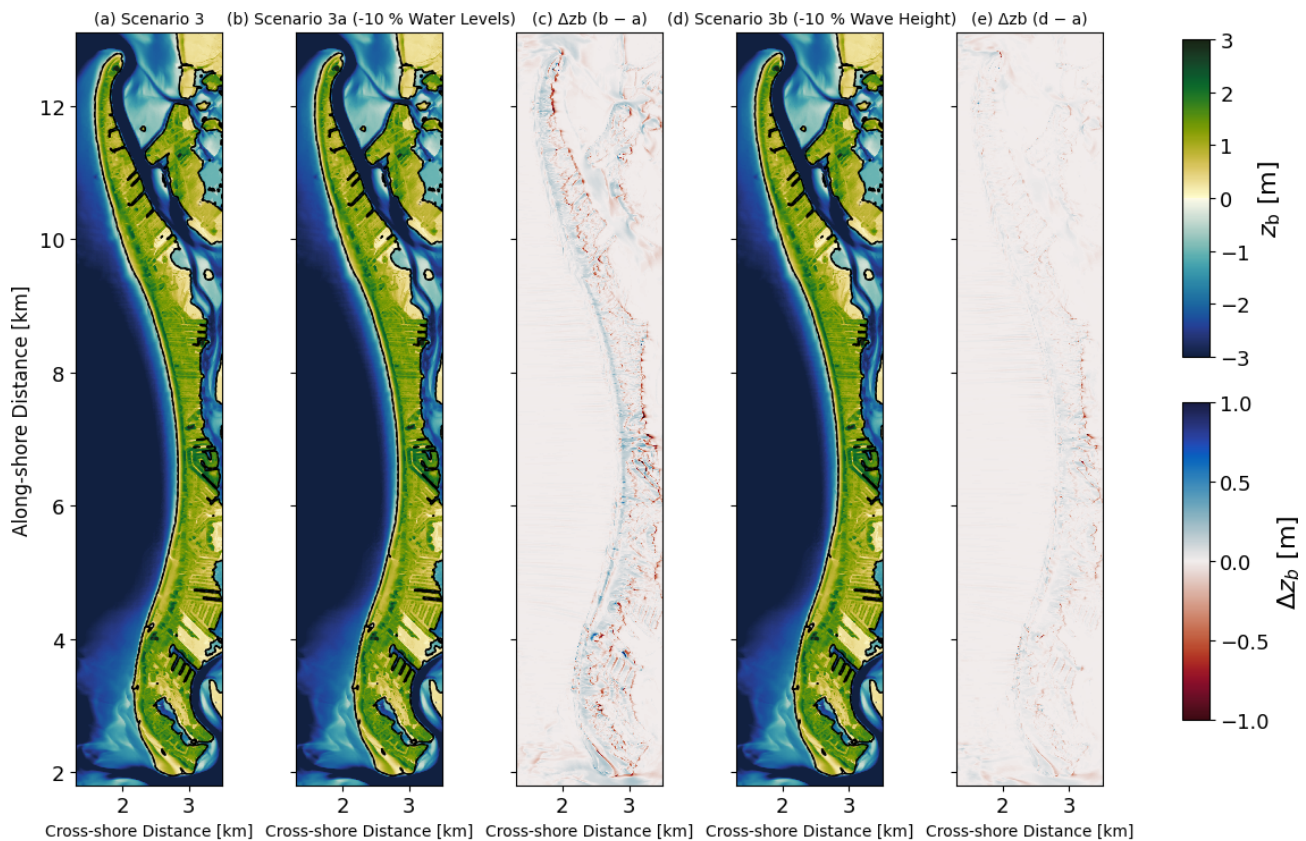 (a) Scenario 3
(b) Scenario 3a (-10 % Water Levels)
(c) Δzb (b − a)
(d) Scenario 3b (-10 % Wave Height)
(e) Δzb (d − a)
Along-shore Distance [km]
12
10
8
6
4
2
2 3
2 3
2 3
2 3
2 3
Cross-shore Distance [km]
Cross-shore Distance [km]
Cross-shore Distance [km]
Cross-shore Distance [km]
Cross-shore Distance [km]
3
2
1
0
−1
−2
−3
z_b [m]
1.0
0.5
0.0
−0.5
−1.0
Δz_b [m]